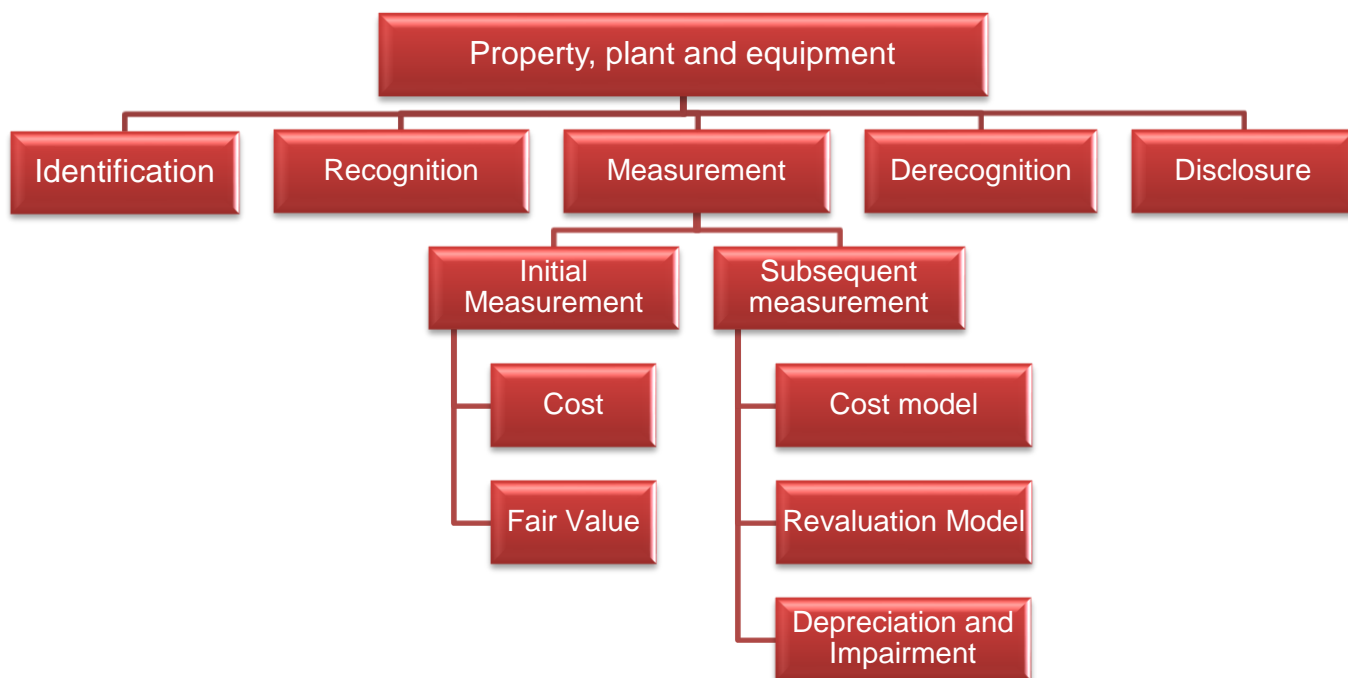 Property, plant and equipment
Identification
Recognition
Measurement
Derecognition
Disclosure
Initial
Measurement
Subsequent
measurement
Cost
Cost model
Fair Value
Revaluation Model
Depreciation and
Impairment